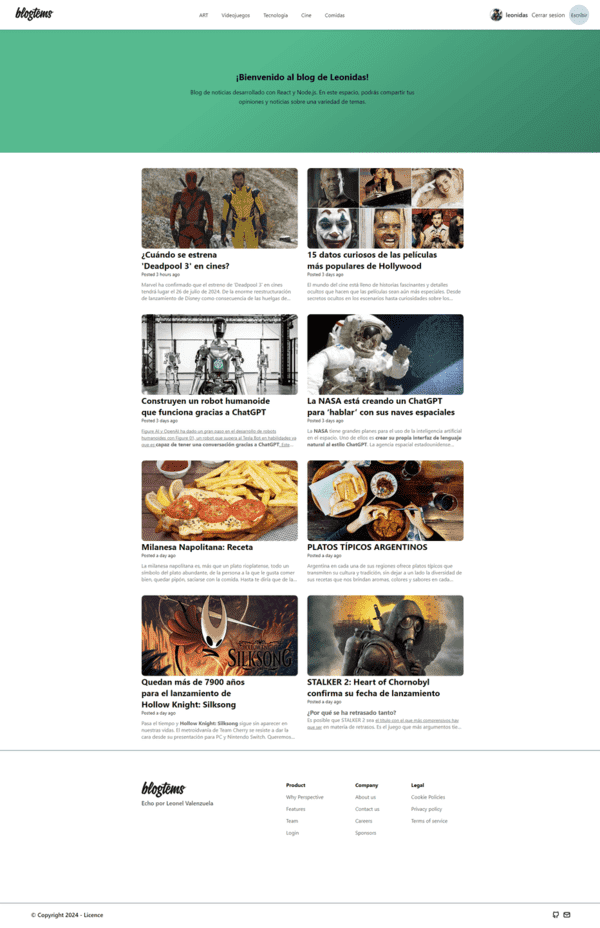 blogtems
ART Videojuegos Tecnología Cine Comidas
leonidas Cerrar sesion Escribir
¡Bienvenido al blog de Leonidas!
Blog de noticias desarrollado con React y Node.js. En este espacio, podrás compartir tus
opiniones y noticias sobre una variedad de temas.
¿Cuándo se estrena
'Deadpool 3' en cines?
Posted 3 hours ago
Marvel ha confirmado que el estreno de 'Deadpool 3' en cines
tendrá lugar el 26 de julio de 2024. De la enorme reestructuración
de lanzamiento de Disney como consecuencia de las huelgas de...
15 datos curiosos de las películas
más populares de Hollywood
Posted 3 days ago
El mundo del cine está lleno de historias fascinantes y detalles
ocultos que hacen que las películas sean aún más especiales. Desde
secretos ocultos en los escenarios hasta curiosidades sobre los...
Construyen un robot humanoide
que funciona gracias a ChatGPT
Posted 3 days ago
Figure AI y OpenAI ha dado un gran paso en el desarrollo de robots
humanoides con Figure 01, un robot que supera al Tesla Bot en habilidades ya
que es capaz de tener una conversación gracias a ChatGPT. Este...
La NASA está creando un ChatGPT
para 'hablar' con sus naves espaciales
Posted 3 days ago
La NASA tiene grandes planes para el uso de la inteligencia artificial
en el espacio. Uno de ellos es crear su propia interfaz de lenguaje
natural al estilo ChatGPT. La agencia espacial estadounidense...
Milanesa Napolitana: Receta
Posted a day ago
La milanesa napolitana es, más que un plato rioplatense, todo un
símbolo del plato abundante, de la persona a la que le gusta comer
bien, quedar pipón, saciarse con la comida. Hasta te diría que de la...
PLATOS TÍPICOS ARGENTINOS
Posted a day ago
Argentina en cada una de sus regiones ofrece platos típicos que
transmiten su cultura y tradición, sin dejar a un lado la diversidad de
sus recetas que nos brindan aromas, colores y sabores en cada...
SILKSONG
Quedan más de 7900 años
para el lanzamiento de
Hollow Knight: Silksong
Posted a day ago
Pasa el tiempo y Hollow Knight: Silksong sigue sin aparecer en
nuestras vidas. El metroidvania de Team Cherry se resiste a dar la
cara desde su presentación para PC y Nintendo Switch. Queremos...
STALKER 2: Heart of Chornobyl
confirma su fecha de lanzamiento
Posted a day ago
¿Por qué se ha retrasado tanto?
Es posible que STALKER 2 sea el título con el que más comprensivos hay
que ser en materia de retrasos. Es el juego que más argumentos tie...
blogtems
Echo por Leonel Valenzuela
Product
Why Perspective
Features
Team
Login
Company
About us
Contact us
Careers
Sponsors
Legal
Cookie Policies
Privacy policy
Terms of service
© Copyright 2024 - Licence